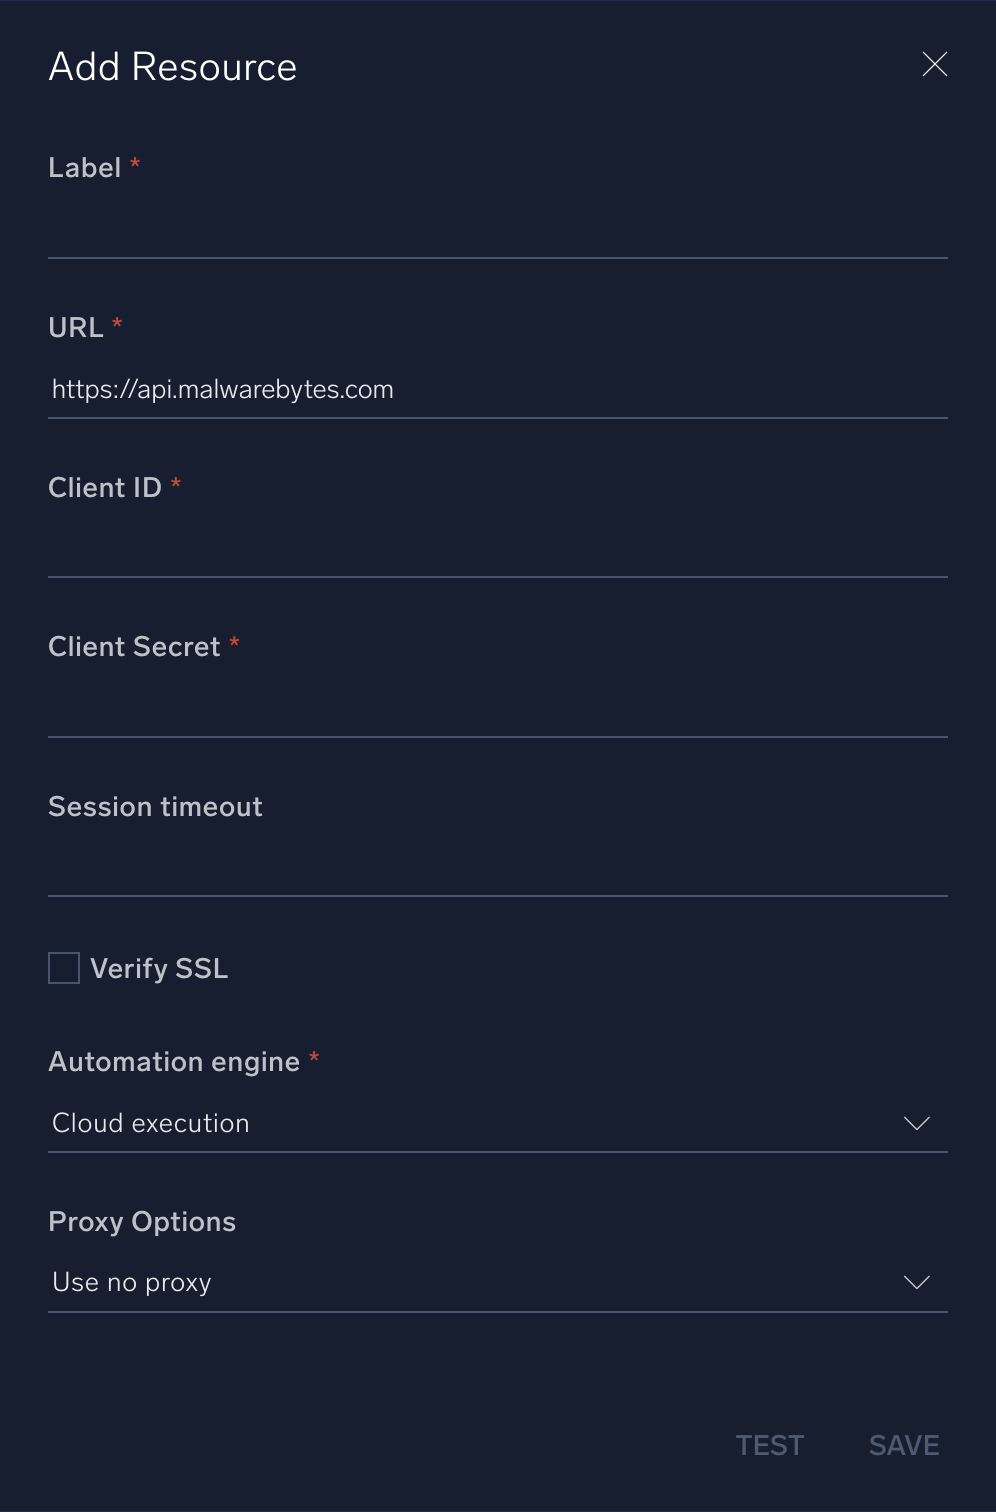 Add Resource
Label *
URL *
https://api.malwarebytes.com
Client ID *
Client Secret *
Session timeout
Verify SSL
Automation engine *
Cloud execution
Proxy Options
Use no proxy
TEST SAVE